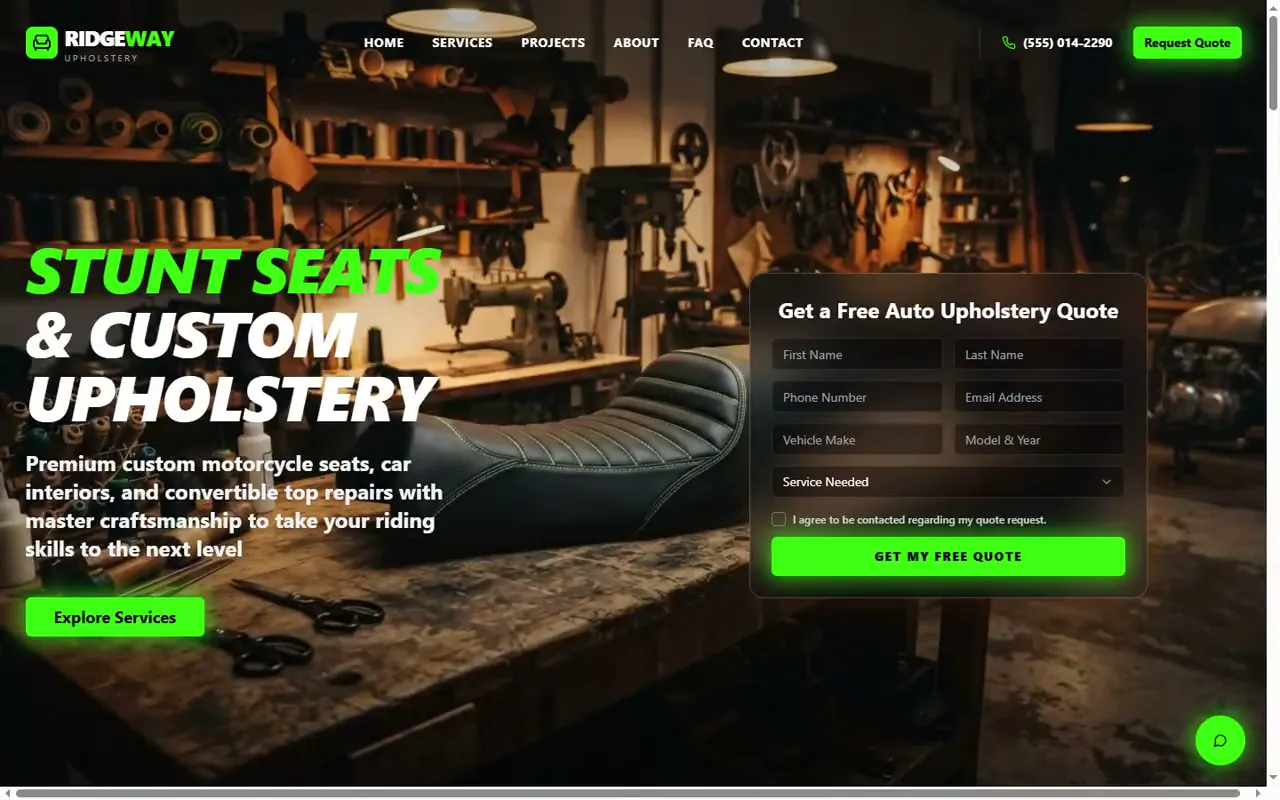 RIDGEWAY
UPHOLSTERY
HOME SERVICES PROJECTS ABOUT FAQ CONTACT
(555) 014-2290
Request Quote
STUNT SEATS
& CUSTOM
UPHOLSTERY
Premium custom motorcycle seats, car
interiors, and convertible top repairs with
master craftsmanship to take your riding
skills to the next level
Explore Services
Get a Free Auto Upholstery Quote
First Name Last Name
Phone Number Email Address
Vehicle Make Model & Year
Service Needed
I agree to be contacted regarding my quote request.
GET MY FREE QUOTE